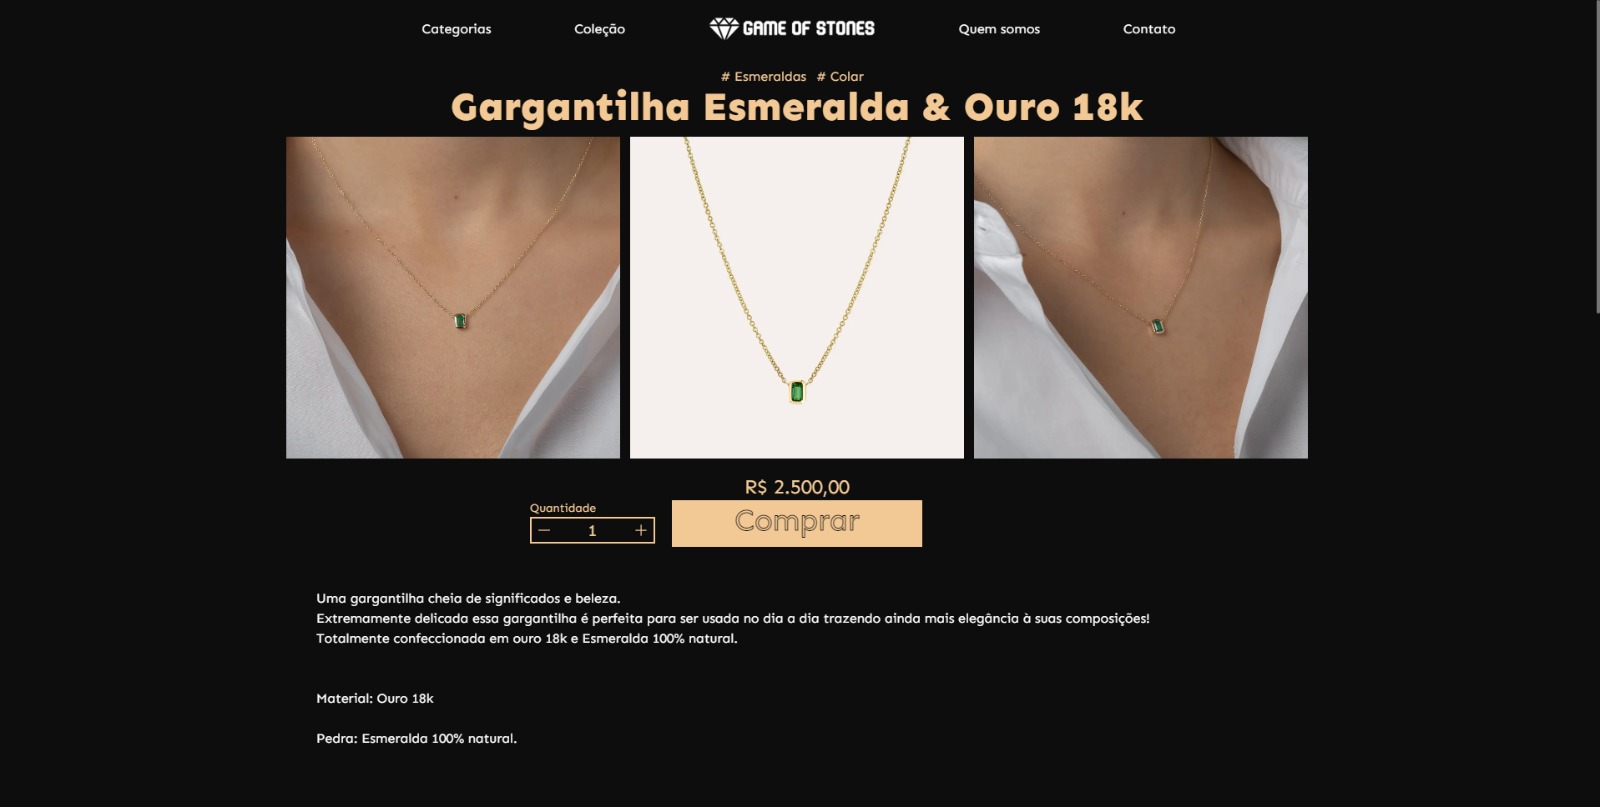 Categorias Coleção GAME OF STONES Quem somos Contato
# Esmeraldas # Colar
Gargantilha Esmeralda & Ouro 18k
R$ 2.500,00
Quantidade
1
Comprar
Uma gargantilha cheia de significados e beleza.
Extremamente delicada essa gargantilha é perfeita para ser usada no dia a dia trazendo ainda mais elegância à suas composições!
Totalmente confeccionada em ouro 18k e Esmeralda 100% natural.
Material: Ouro 18k
Pedra: Esmeralda 100% natural.